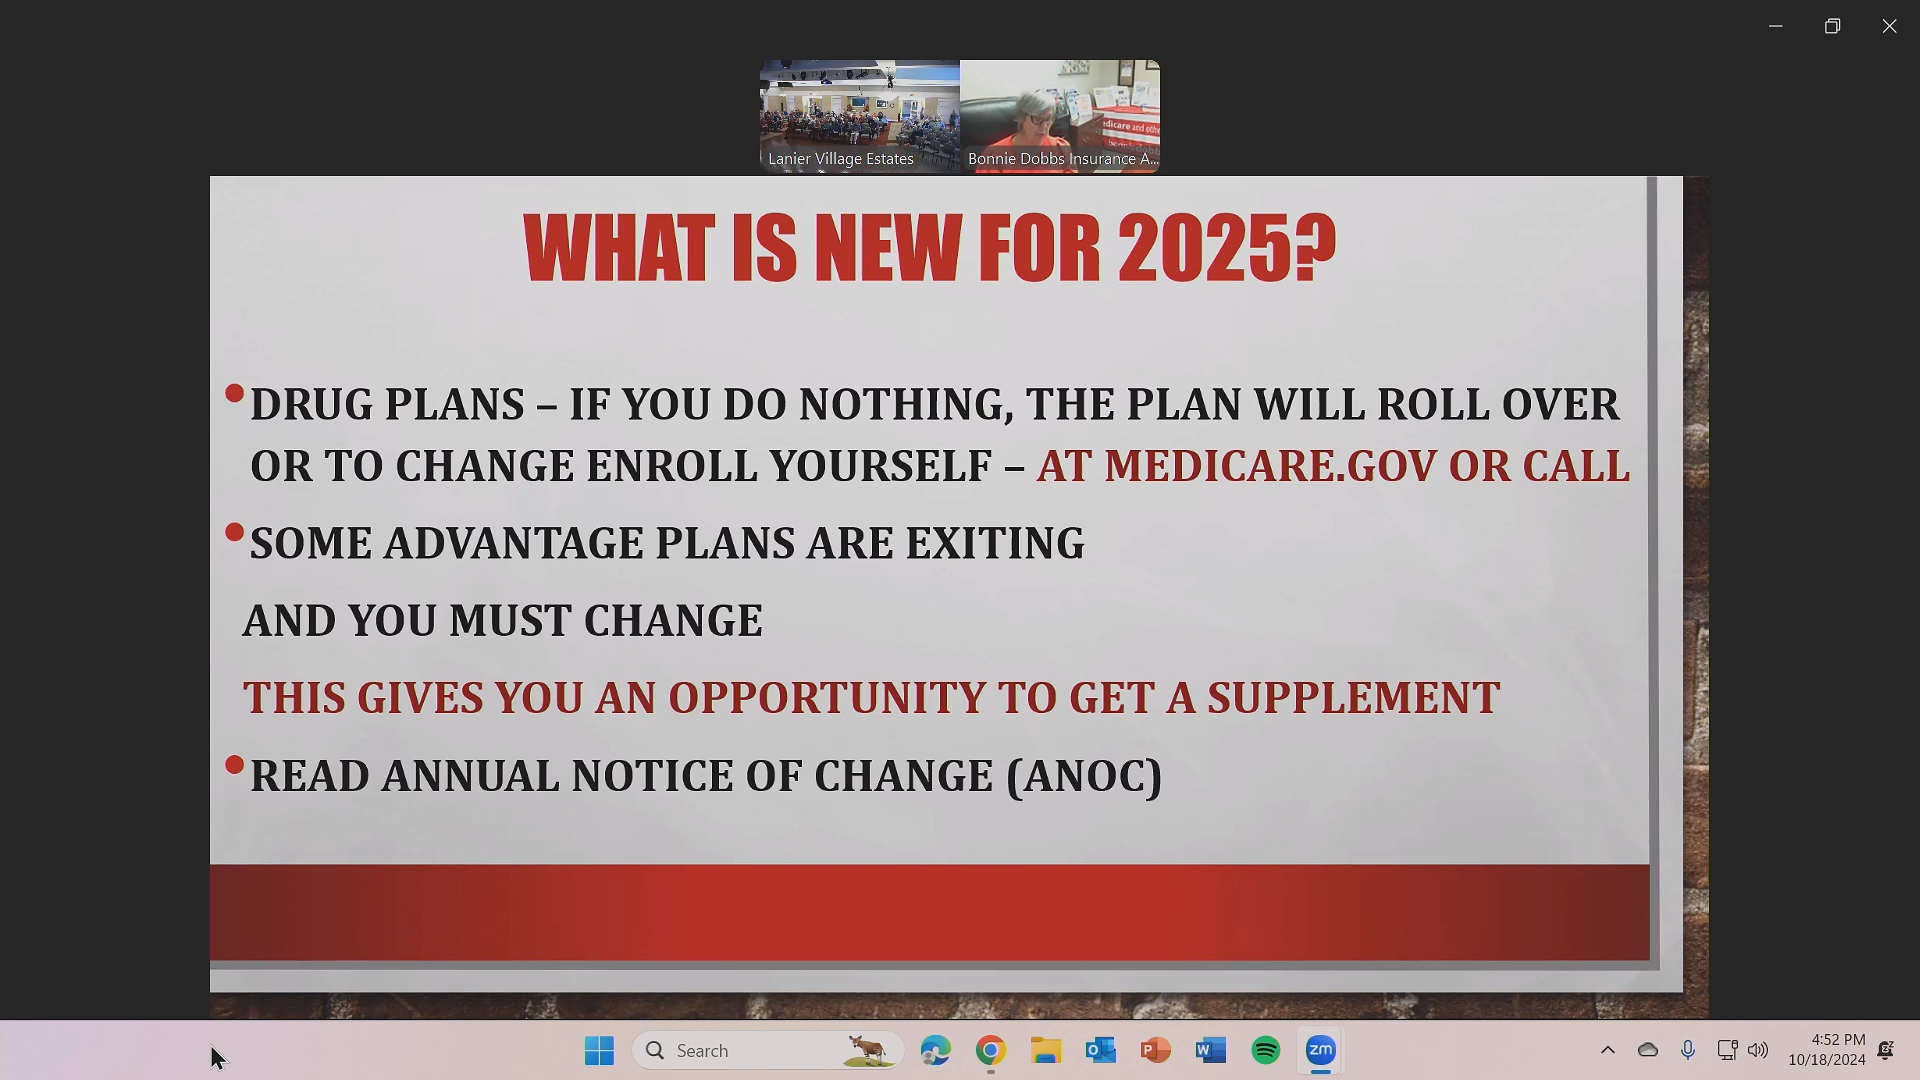 Lanier Village Estates
Bonnie Dobbs Insurance A...
WHAT IS NEW FOR 2025?
•DRUG PLANS – IF YOU DO NOTHING, THE PLAN WILL ROLL OVER
OR TO CHANGE ENROLL YOURSELF – AT MEDICARE.GOV OR CALL
•SOME ADVANTAGE PLANS ARE EXITING
AND YOU MUST CHANGE
THIS GIVES YOU AN OPPORTUNITY TO GET A SUPPLEMENT
•READ ANNUAL NOTICE OF CHANGE (ANOC)
Search
zm
4:52 PM
10/18/2024